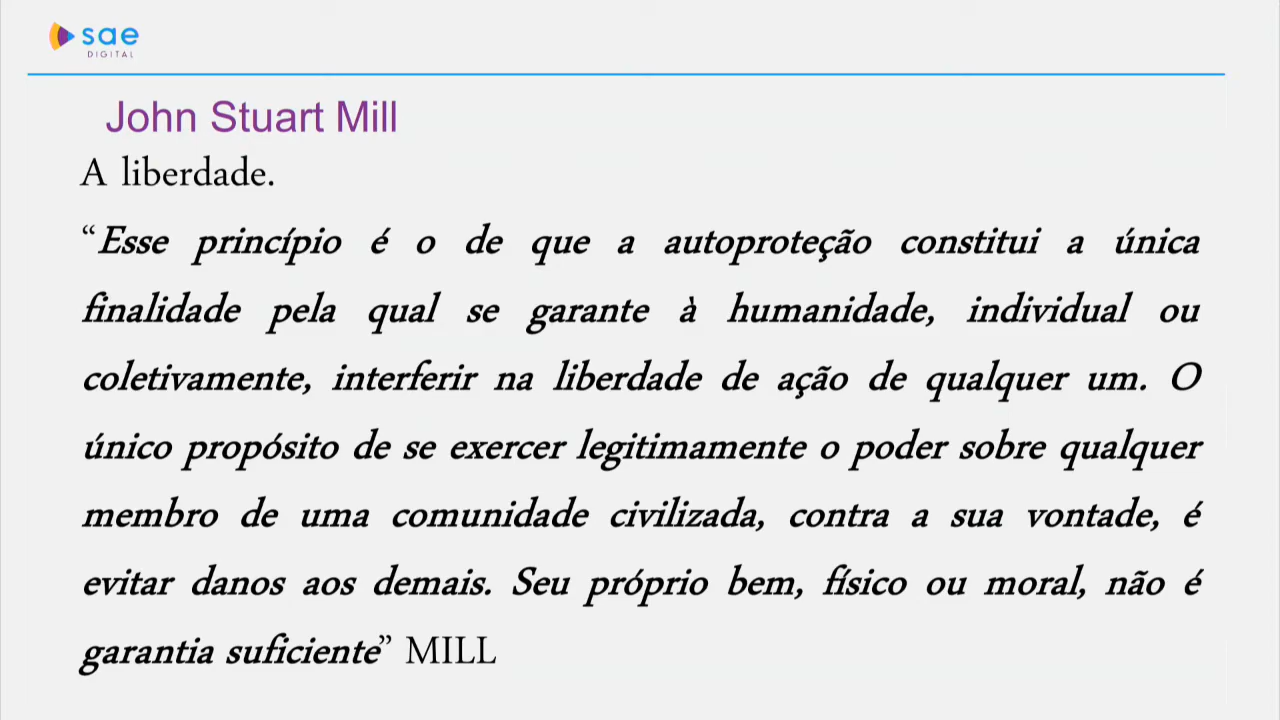 sae
DIGITAL
John Stuart Mill
A liberdade.
“Esse princípio é o de que a autoproteção constitui a única
finalidade pela qual se garante à humanidade, individual ou
coletivamente, interferir na liberdade de ação de qualquer um. O
único propósito de se exercer legitimamente o poder sobre qualquer
membro de uma comunidade civilizada, contra a sua vontade, é
evitar danos aos demais. Seu próprio bem, físico ou moral, não é
garantia suficiente” MILL